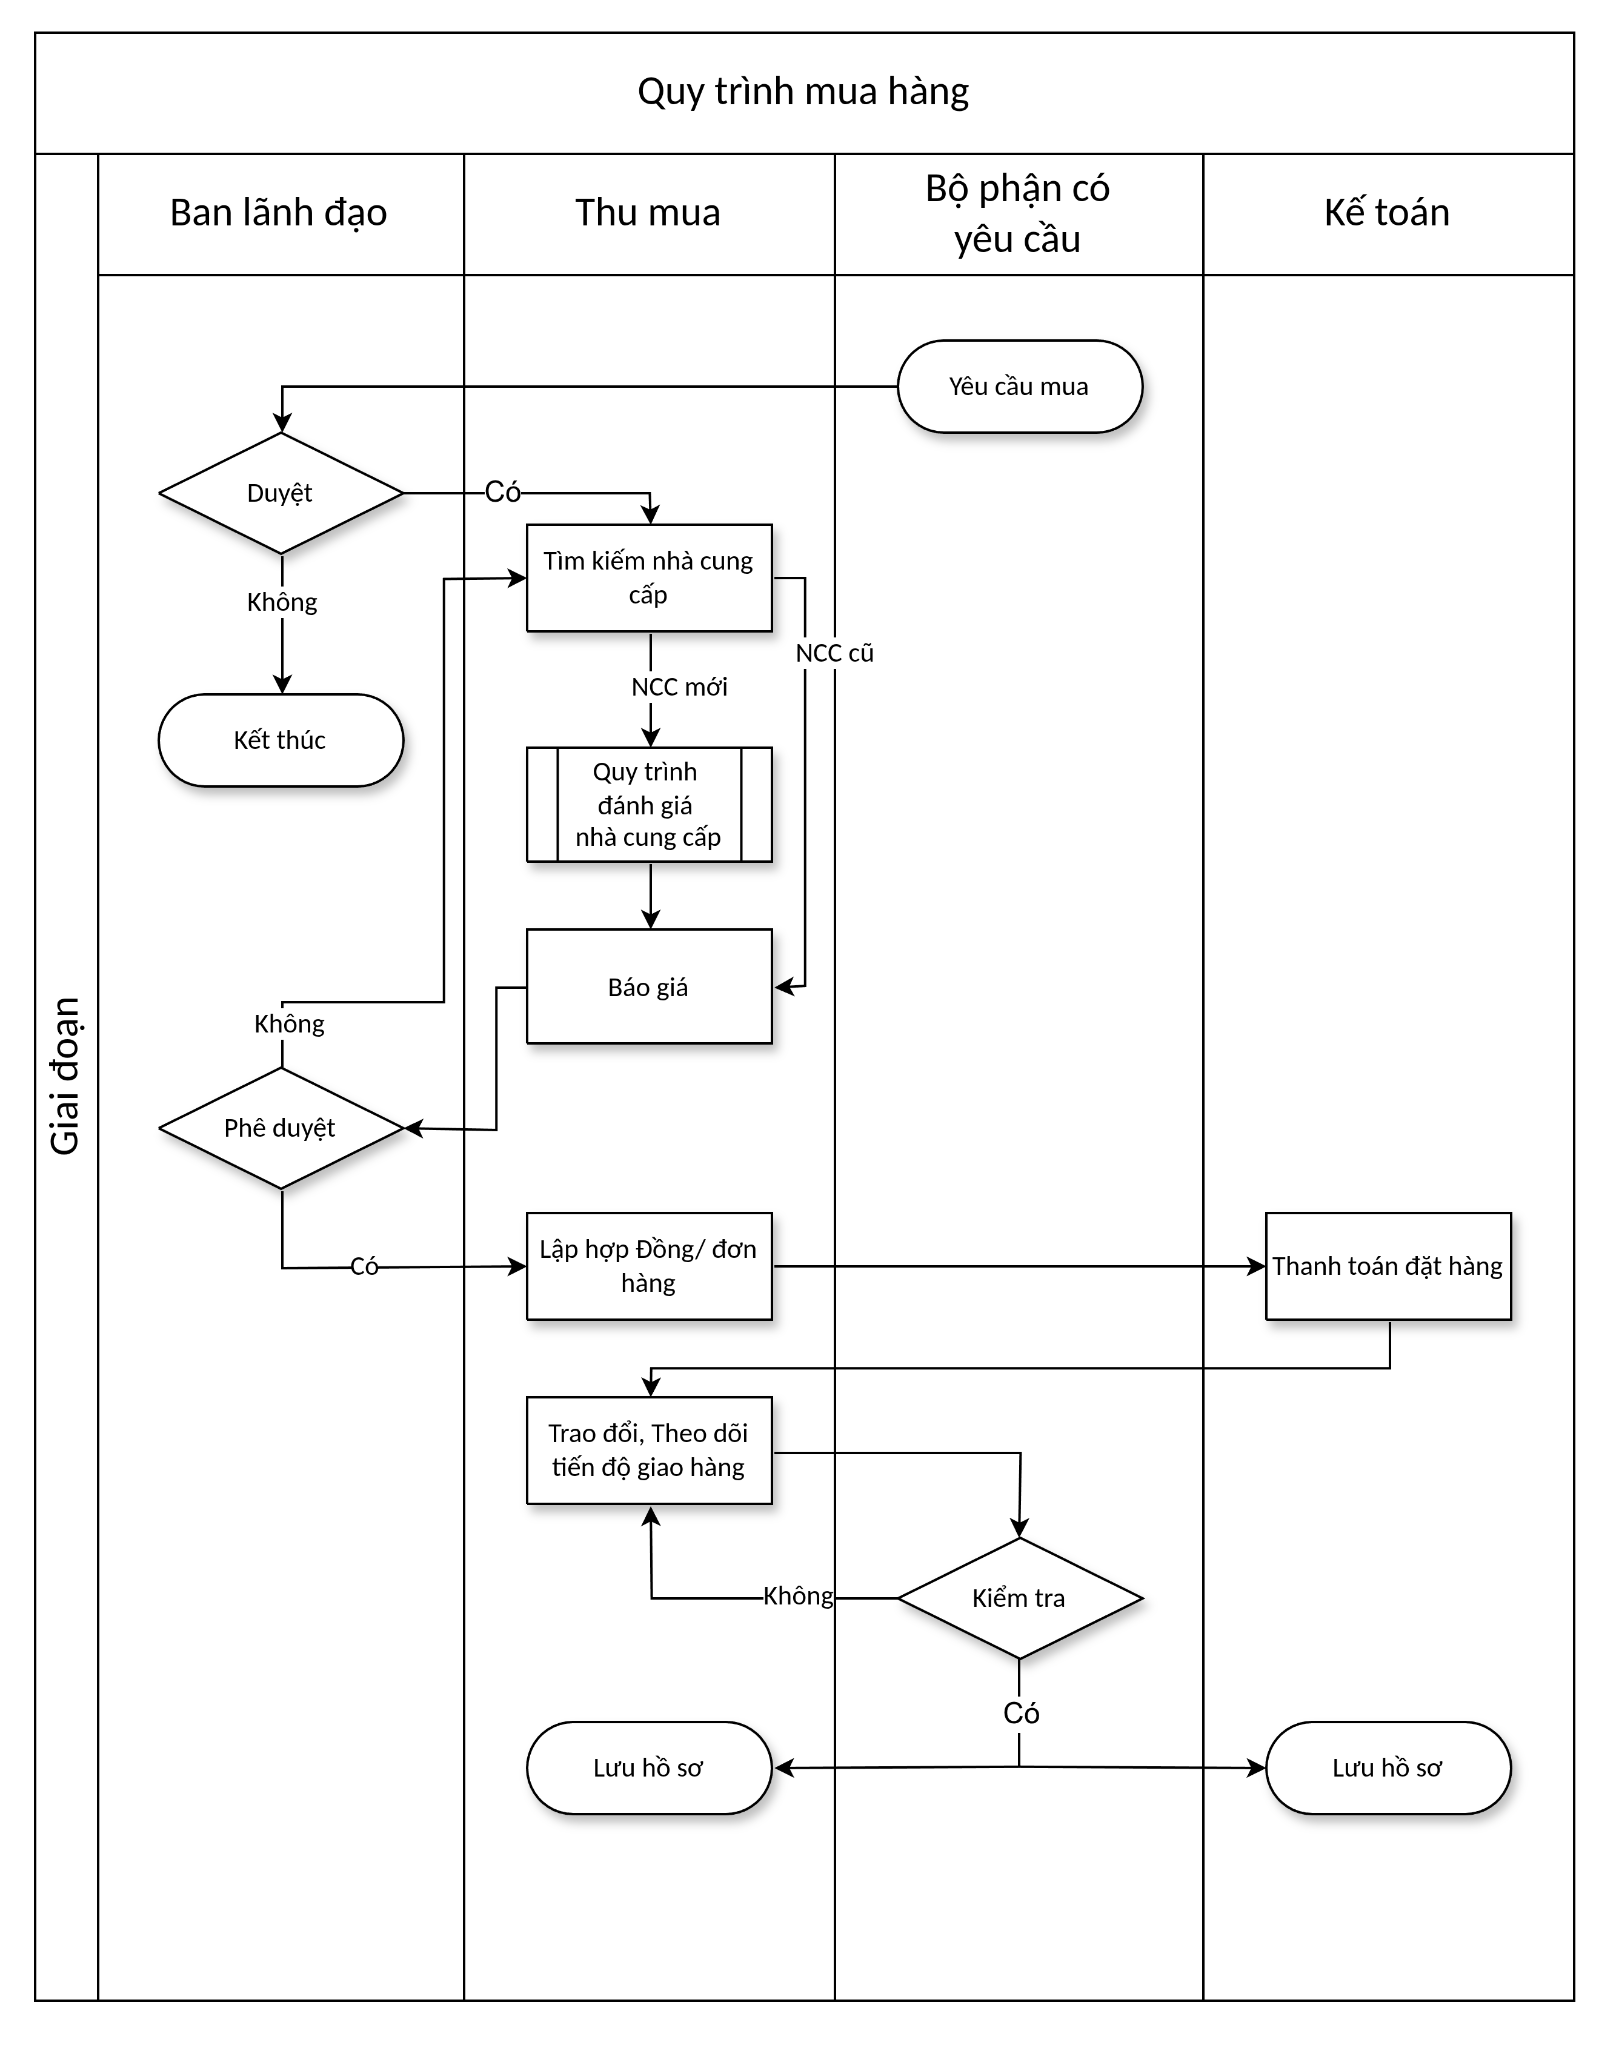 Quy trình mua hàng
Ban lãnh đạo
Thu mua
Bộ phận có
yêu cầu
Kế toán
Giai đoạn
Yêu cầu mua
Duyệt
Có
Tìm kiếm nhà cung
cấp
Không
NCC cũ
NCC mới
Kết thúc
Quy trình
đánh giá
nhà cung cấp
Báo giá
Không
Phê duyệt
Có
Lập hợp Đồng/ đơn
hàng
Thanh toán đặt hàng
Trao đổi, Theo dõi
tiến độ giao hàng
Không
Kiểm tra
Có
Lưu hồ sơ
Lưu hồ sơ